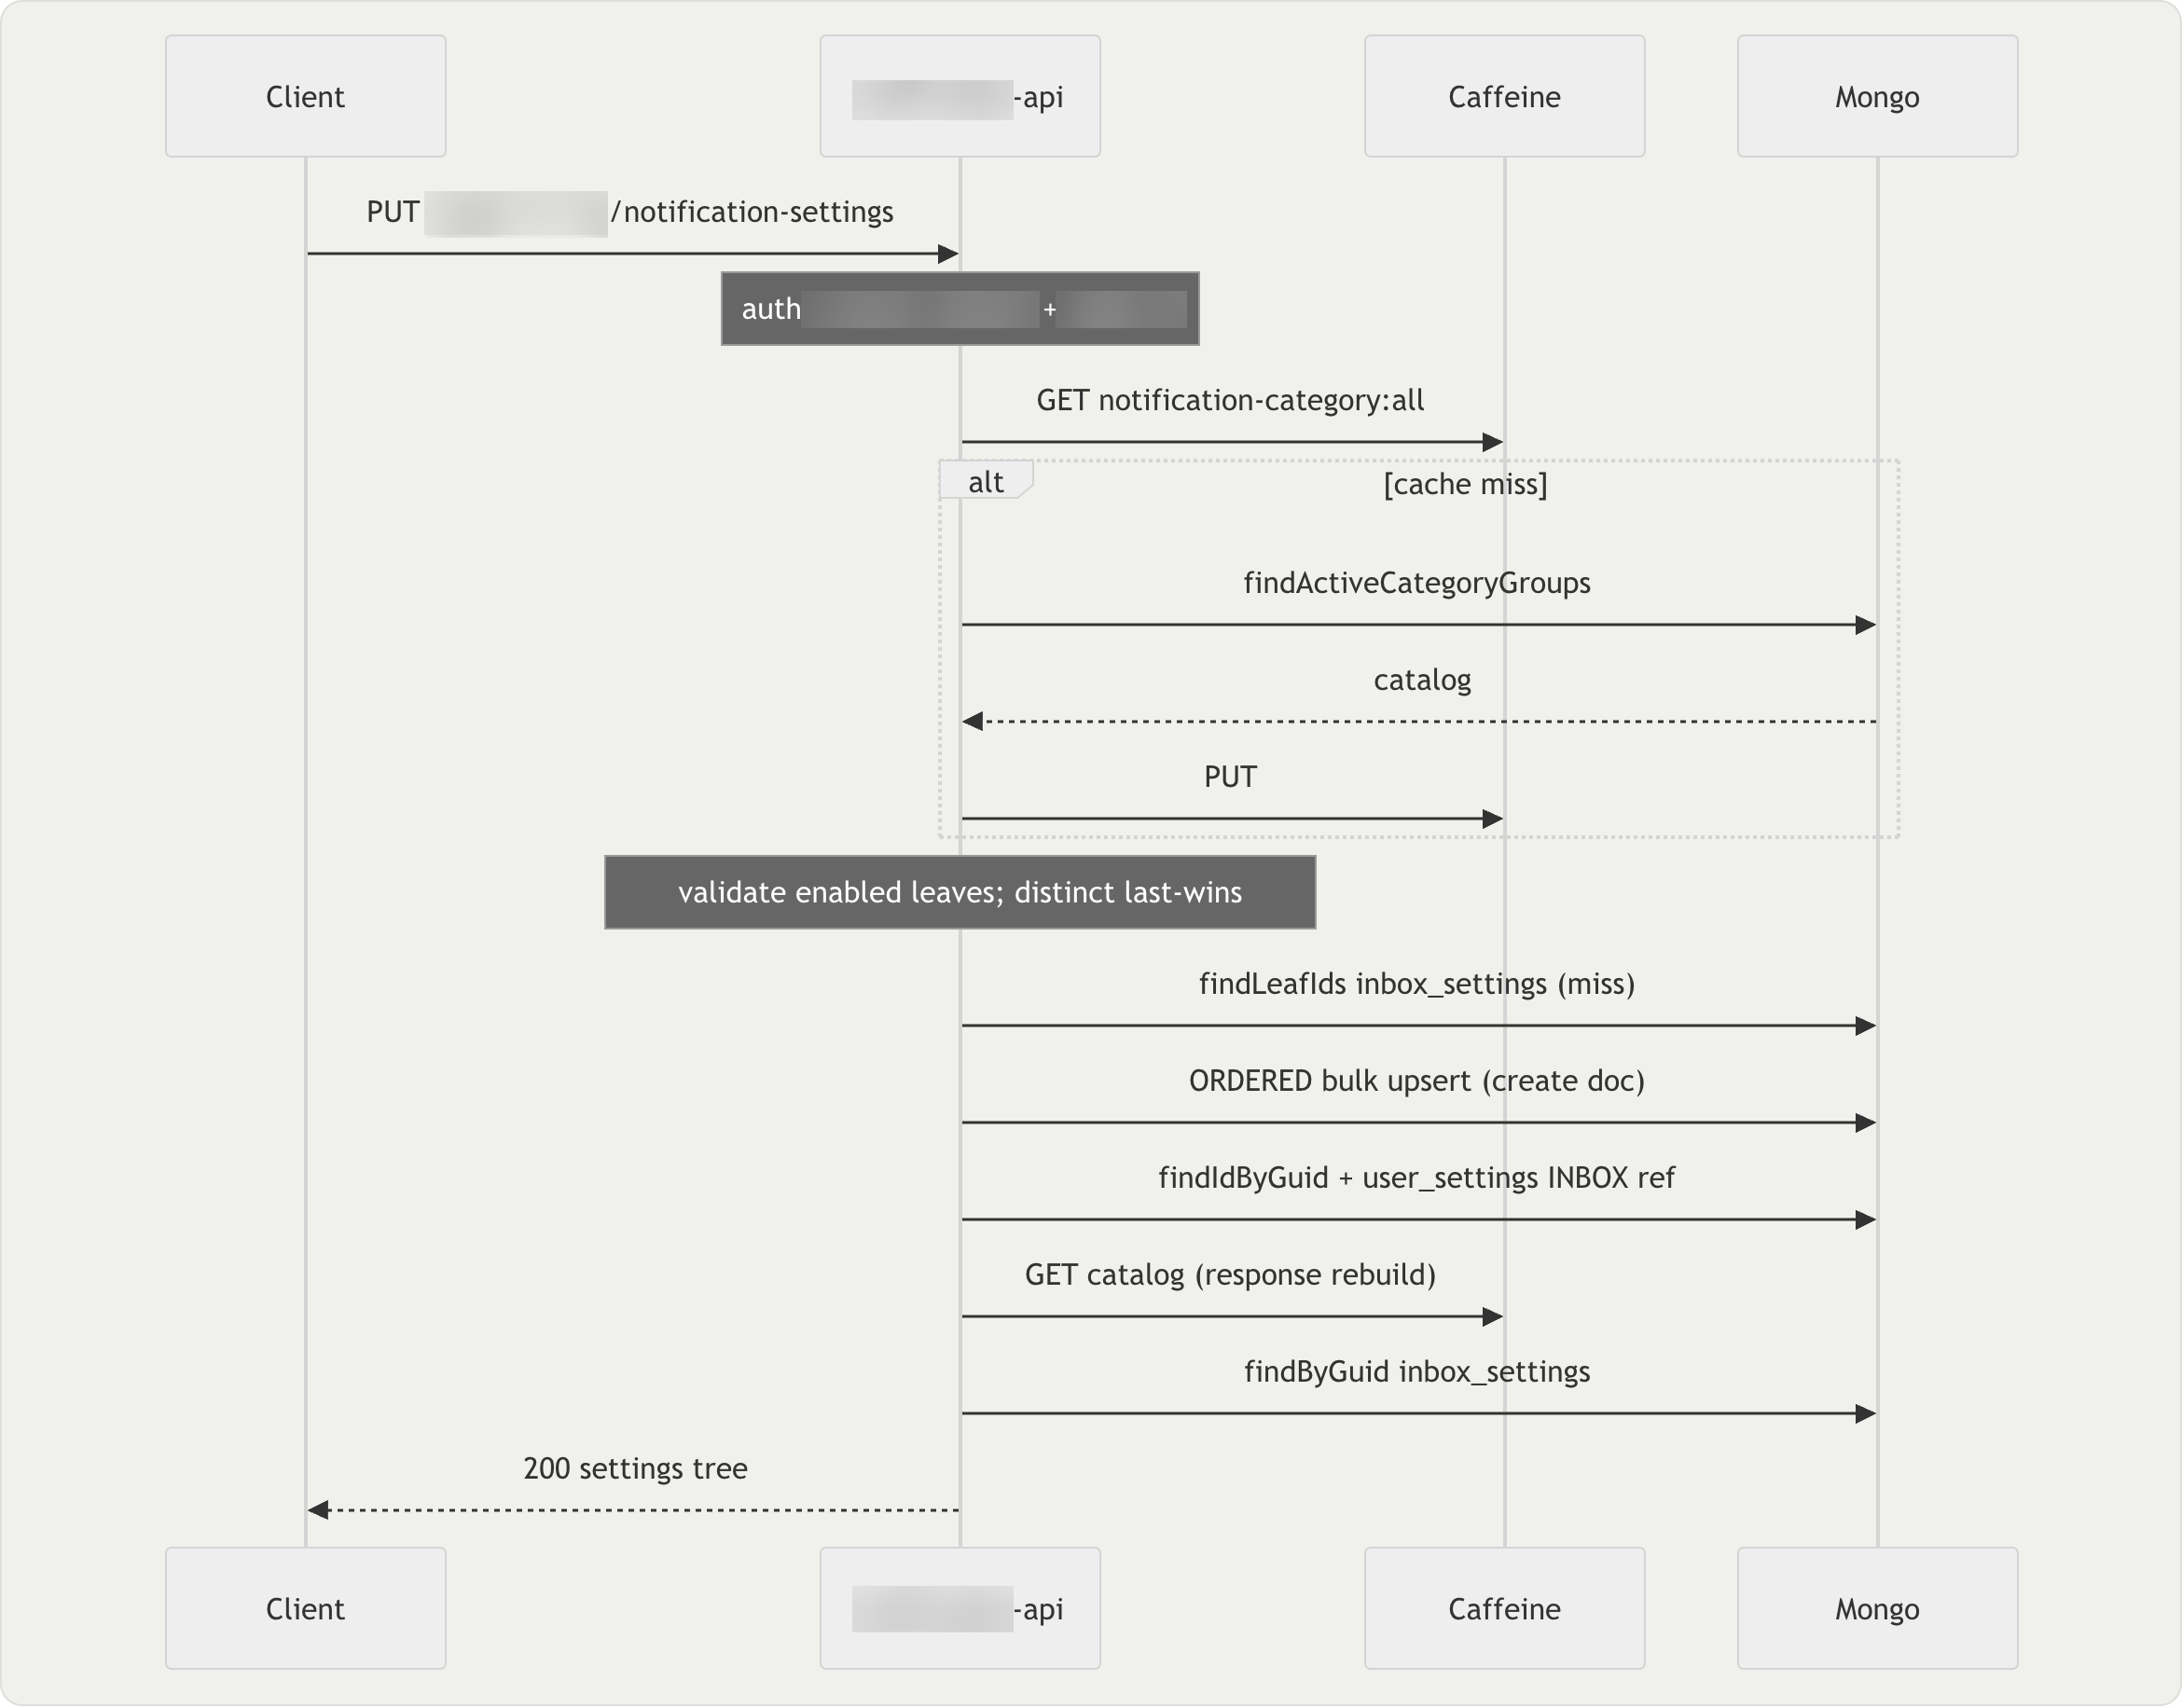 Client
-api
Caffeine
Mongo
PUT /notification-settings
auth +
GET notification-category:all
alt
[cache miss]
findActiveCategoryGroups
catalog
PUT
validate enabled leaves; distinct last-wins
findLeafIds inbox_settings (miss)
ORDERED bulk upsert (create doc)
findIdByGuid + user_settings INBOX ref
GET catalog (response rebuild)
findByGuid inbox_settings
200 settings tree
Client
-api
Caffeine
Mongo